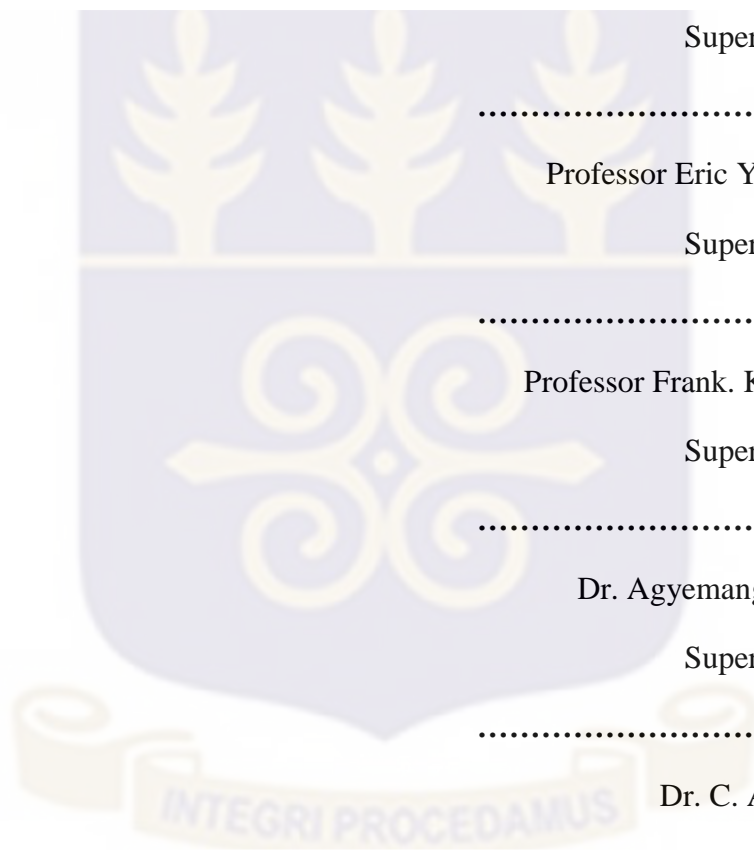 Super
................................
Professor Eric Y
Super
................................
Professor Frank. K
Super
................................
Dr. Agyemang
Super
................................
Dr. C. A
INTEGRI PROCEDAMUS